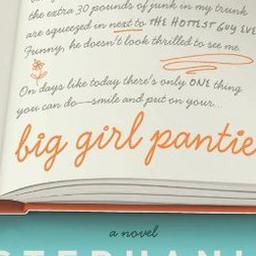 the extra 30 pounds of junk in my trunk
are squeezed in next to THE HOTTEST GUY EVE
Funny, he doesn't look thrilled to see me.
On days like today there's only ONE thing
you can do—smile and put on your...
big girl pantie
a novel
STEPHANI